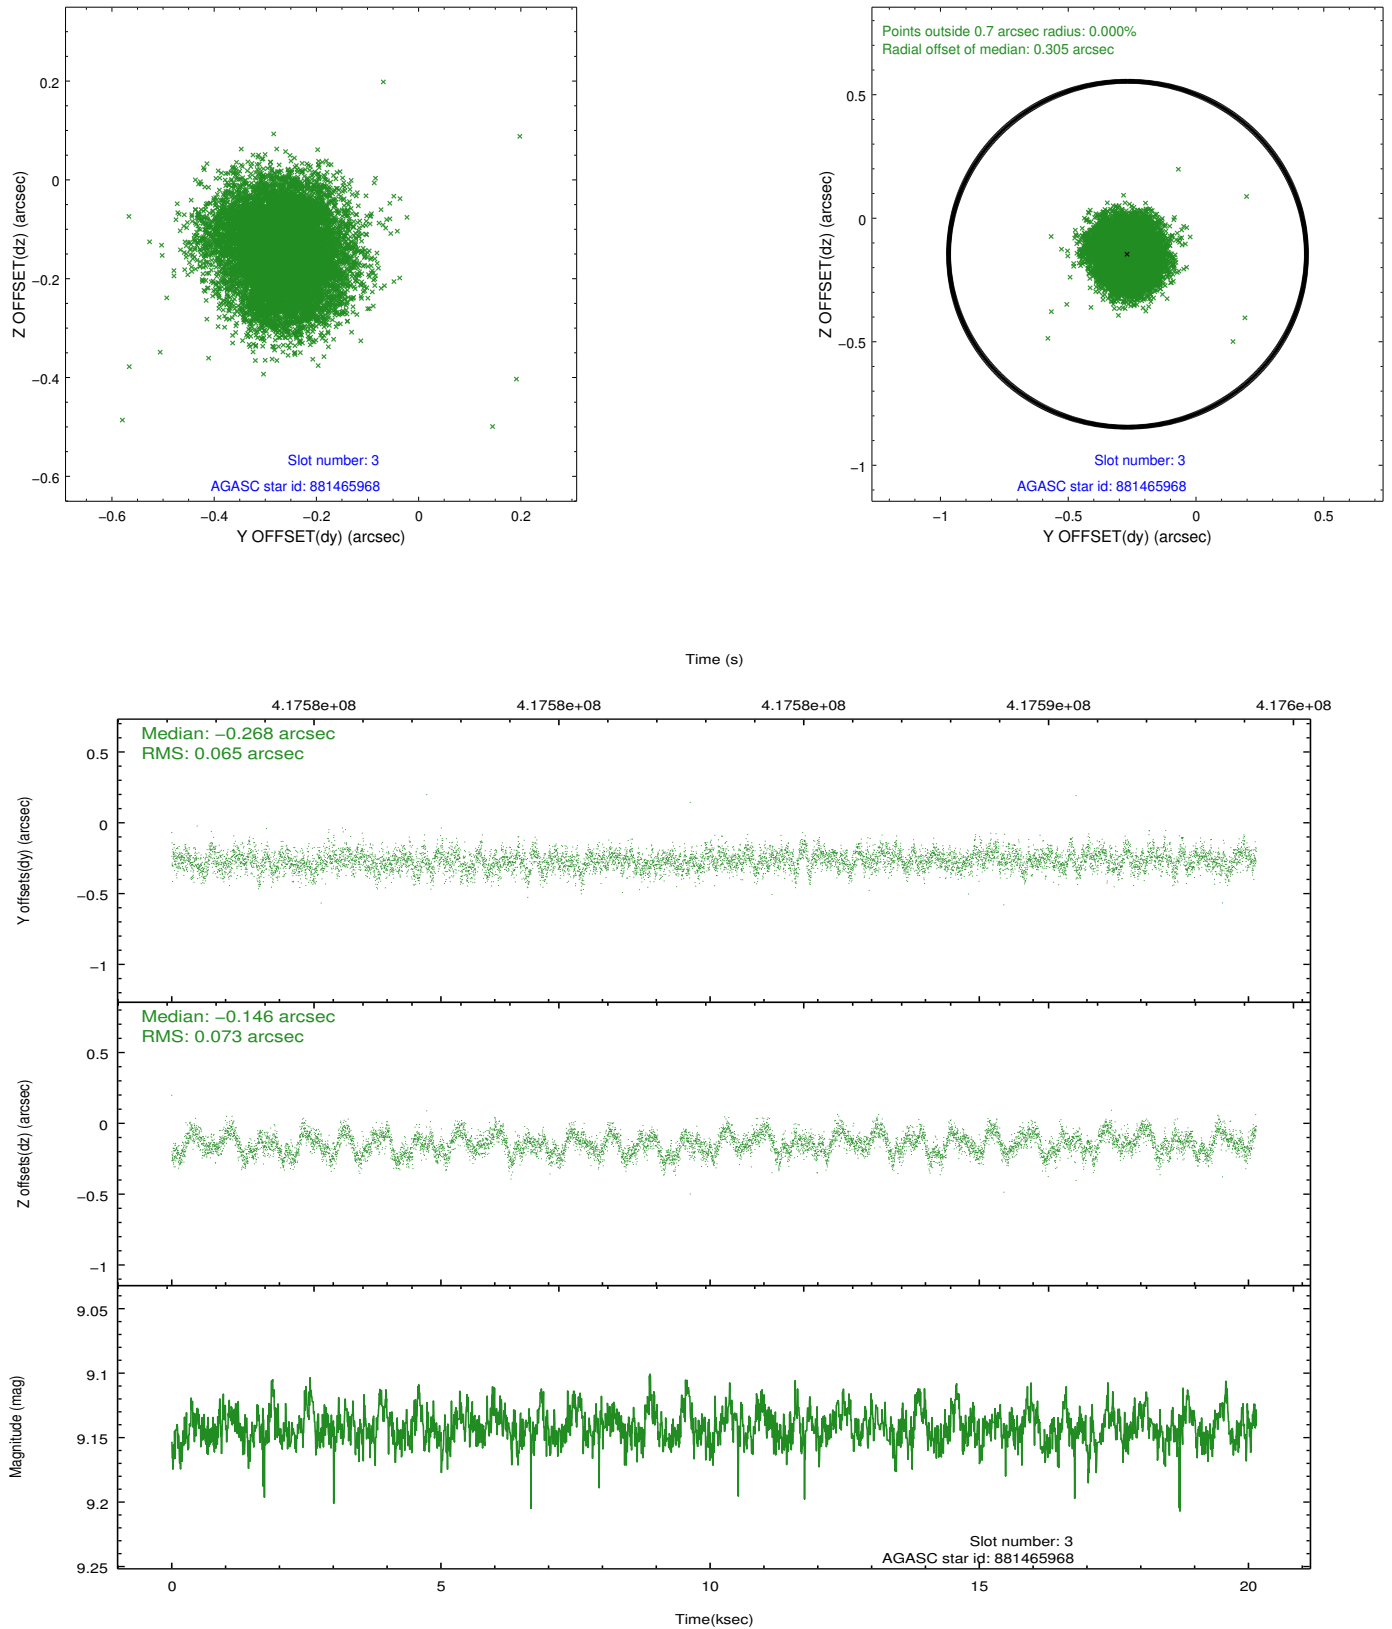 0.2
0
−0.2
−0.4
−0.6
Z OFFSET(dz) (arcsec)
Slot number: 3
AGASC star id: 881465968
−0.6
−0.4
−0.2
0
0.2
Y OFFSET(dy) (arcsec)
Points outside 0.7 arcsec radius: 0.000%
Radial offset of median: 0.305 arcsec
0.5
0
−0.5
−1
Z OFFSET(dz) (arcsec)
Slot number: 3
AGASC star id: 881465968
−1
−0.5
0
0.5
Y OFFSET(dy) (arcsec)
Time (s)
4.1758e+08
4.1758e+08
4.1758e+08
4.1759e+08
4.176e+08
Median: −0.268 arcsec
RMS: 0.065 arcsec
0.5
0
−0.5
−1
Y offsets(dy) (arcsec)
Median: −0.146 arcsec
RMS: 0.073 arcsec
0.5
0
−0.5
−1
Z offsets(dz) (arcsec)
9.05
9.1
9.15
9.2
9.25
Magnitude (mag)
Slot number: 3
AGASC star id: 881465968
0
5
10
15
20
Time(ksec)